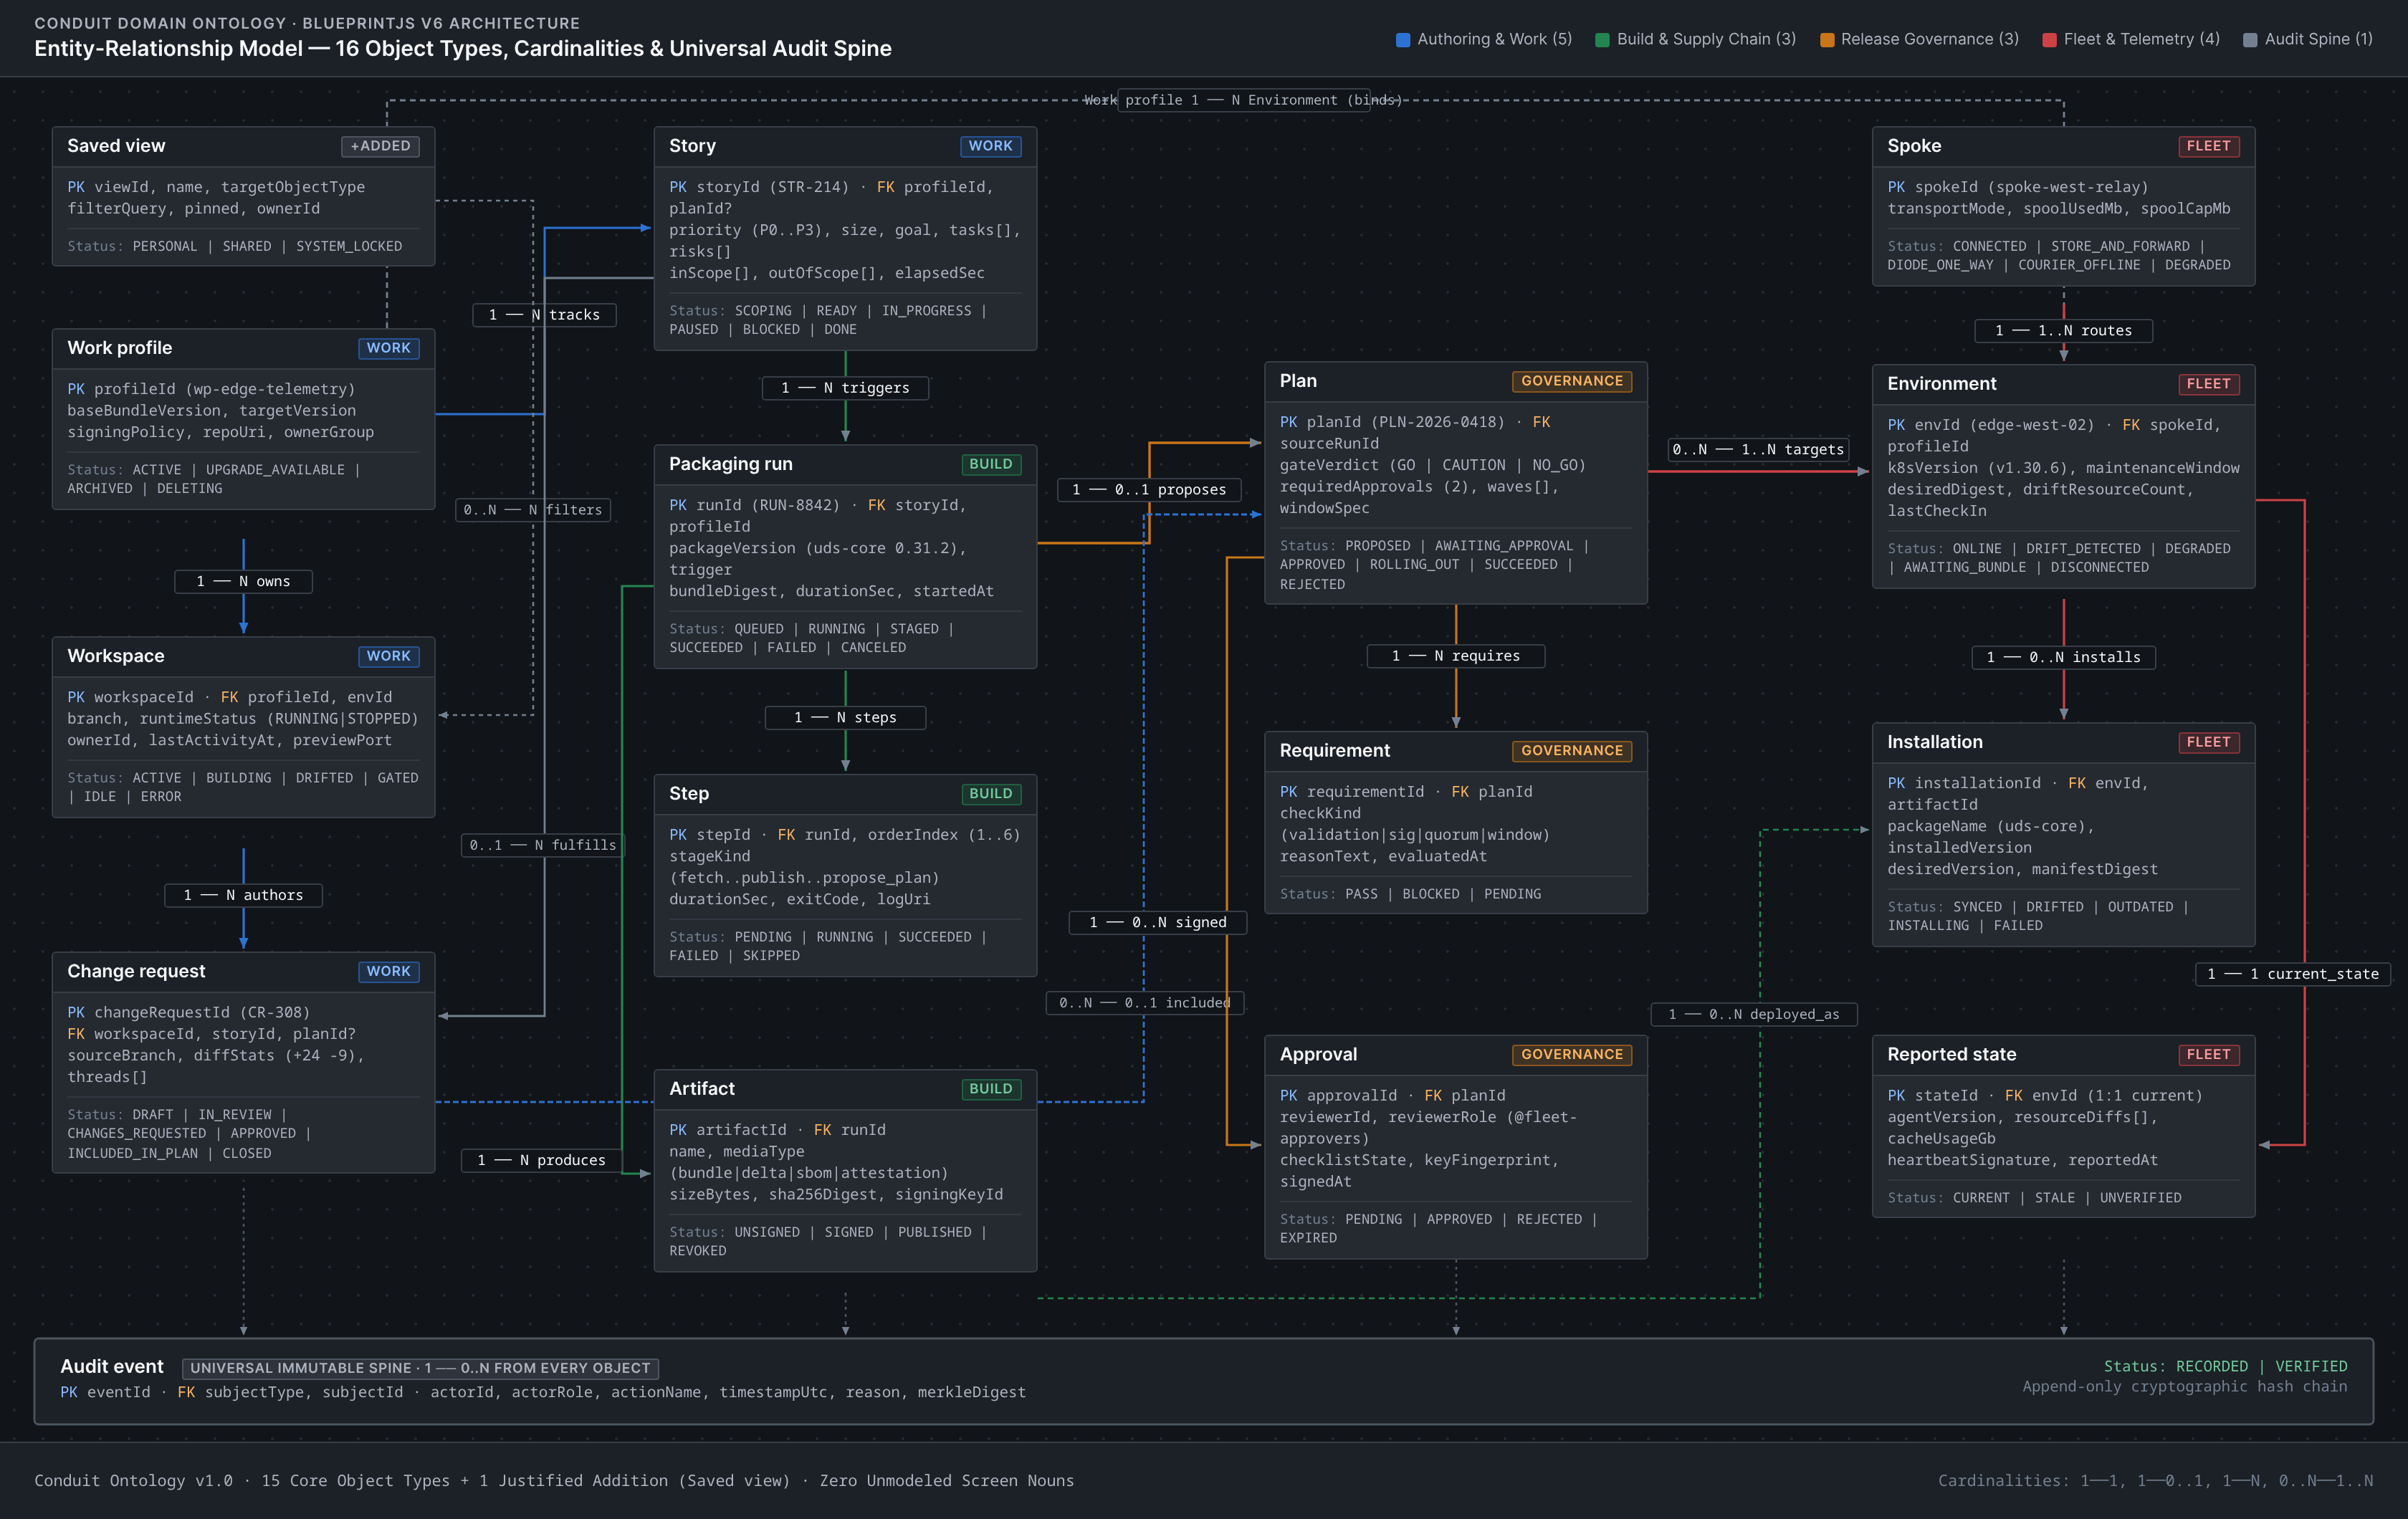 CONDUIT DOMAIN ONTOLOGY · BLUEPRINTJS V6 ARCHITECTURE
Entity-Relationship Model — 16 Object Types, Cardinalities & Universal Audit Spine
Authoring & Work (5)
Build & Supply Chain (3)
Release Governance (3)
Fleet & Telemetry (4)
Audit Spine (1)
Work profile 1 — N Environment (binds)
Saved view
+ADDED
PK viewId, name, targetObjectType
filterQuery, pinned, ownerId
Status: PERSONAL | SHARED | SYSTEM_LOCKED
Work profile
WORK
PK profileId (wp-edge-telemetry)
baseBundleVersion, targetVersion
signingPolicy, repoUri, ownerGroup
Status: ACTIVE | UPGRADE_AVAILABLE |
ARCHIVED | DELETING
1 — N owns
Workspace
WORK
PK workspaceId · FK profileId, envId
branch, runtimeStatus (RUNNING|STOPPED)
ownerId, lastActivityAt, previewPort
Status: ACTIVE | BUILDING | DRIFTED | GATED
| IDLE | ERROR
1 — N authors
Change request
WORK
PK changeRequestId (CR-308)
FK workspaceId, storyId, planId?
sourceBranch, diffStats (+24 -9),
threads[]
Status: DRAFT | IN_REVIEW |
CHANGES_REQUESTED | APPROVED |
INCLUDED_IN_PLAN | CLOSED
1 — N tracks
0..N — N filters
0..1 — N fulfills
1 — N produces
Story
WORK
PK storyId (STR-214) · FK profileId,
planId?
priority (P0..P3), size, goal, tasks[],
risks[]
inScope[], outOfScope[], elapsedSec
Status: SCOPING | READY | IN_PROGRESS |
PAUSED | BLOCKED | DONE
1 — N triggers
Packaging run
BUILD
PK runId (RUN-8842) · FK storyId,
profileId
packageVersion (uds-core 0.31.2),
trigger
bundleDigest, durationSec, startedAt
Status: QUEUED | RUNNING | STAGED |
SUCCEEDED | FAILED | CANCELED
1 — N steps
Step
BUILD
PK stepId · FK runId, orderIndex (1..6)
stageKind
(fetch..publish..propose_plan)
durationSec, exitCode, logUri
Status: PENDING | RUNNING | SUCCEEDED |
FAILED | SKIPPED
Artifact
BUILD
PK artifactId · FK runId
name, mediaType
(bundle|delta|sbom|attestation)
sizeBytes, sha256Digest, signingKeyId
Status: UNSIGNED | SIGNED | PUBLISHED |
REVOKED
1 — 0..1 proposes
1 — 0..N signed
0..N — 0..1 included
Plan
GOVERNANCE
PK planId (PLN-2026-0418) · FK
sourceRunId
gateVerdict (GO | CAUTION | NO_GO)
requiredApprovals (2), waves[],
windowSpec
Status: PROPOSED | AWAITING_APPROVAL |
APPROVED | ROLLING_OUT | SUCCEEDED |
REJECTED
1 — N requires
Requirement
GOVERNANCE
PK requirementId · FK planId
checkKind
(validation|sig|quorum|window)
reasonText, evaluatedAt
Status: PASS | BLOCKED | PENDING
Approval
GOVERNANCE
PK approvalId · FK planId
reviewerId, reviewerRole (@fleet-
approvers)
checklistState, keyFingerprint,
signedAt
Status: PENDING | APPROVED | REJECTED |
EXPIRED
0..N — 1..N targets
1 — 0..N deployed_as
Spoke
FLEET
PK spokeId (spoke-west-relay)
transportMode, spoolUsedMb, spoolCapMb
Status: CONNECTED | STORE_AND_FORWARD |
DIODE_ONE_WAY | COURIER_OFFLINE | DEGRADED
1 — 1..N routes
Environment
FLEET
PK envId (edge-west-02) · FK spokeId,
profileId
k8sVersion (v1.30.6), maintenanceWindow
desiredDigest, driftResourceCount,
lastCheckIn
Status: ONLINE | DRIFT_DETECTED | DEGRADED
| AWAITING_BUNDLE | DISCONNECTED
1 — 0..N installs
Installation
FLEET
PK installationId · FK envId,
artifactId
packageName (uds-core),
installedVersion
desiredVersion, manifestDigest
Status: SYNCED | DRIFTED | OUTDATED |
INSTALLING | FAILED
1 — 1 current_state
Reported state
FLEET
PK stateId · FK envId (1:1 current)
agentVersion, resourceDiffs[],
cacheUsageGb
heartbeatSignature, reportedAt
Status: CURRENT | STALE | UNVERIFIED
Audit event
UNIVERSAL IMMUTABLE SPINE · 1 — 0..N FROM EVERY OBJECT
PK eventId · FK subjectType, subjectId · actorId, actorRole, actionName, timestampUtc, reason, merkleDigest
Status: RECORDED | VERIFIED
Append-only cryptographic hash chain
Conduit Ontology v1.0 · 15 Core Object Types + 1 Justified Addition (Saved view) · Zero Unmodeled Screen Nouns
Cardinalities: 1——1, 1——0..1, 1——N, 0..N——1..N